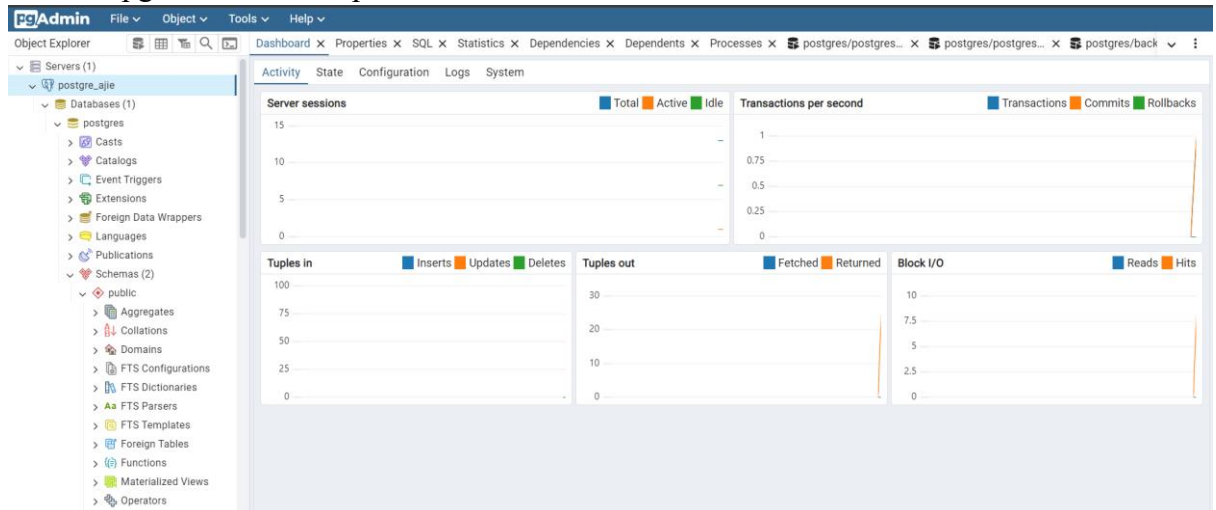 pgAdmin File Object Tools Help
Object Explorer
Dashboard Properties SQL Statistics Dependencies Dependents Processes postgres/postgres... postgres/postgres... postgres/back
Servers (1)
postgre_ajie
Databases (1)
postgres
Casts
Catalogs
Event Triggers
Extensions
Foreign Data Wrappers
Languages
Publications
Schemas (2)
public
Aggregates
Collations
Domains
FTS Configurations
FTS Dictionaries
Aa FTS Parsers
FTS Templates
Foreign Tables
Functions
Materialized Views
Operators
Activity State Configuration Logs System
Server sessions Total Active Idle
15
10
5
0
Transactions per second Transactions Commits Rollbacks
1
0.75
0.5
0.25
0
Tuples in Inserts Updates Deletes
100
75
50
25
0
Tuples out Fetched Returned
30
20
10
0
Block I/O Reads Hits
10
7.5
5
2.5
0